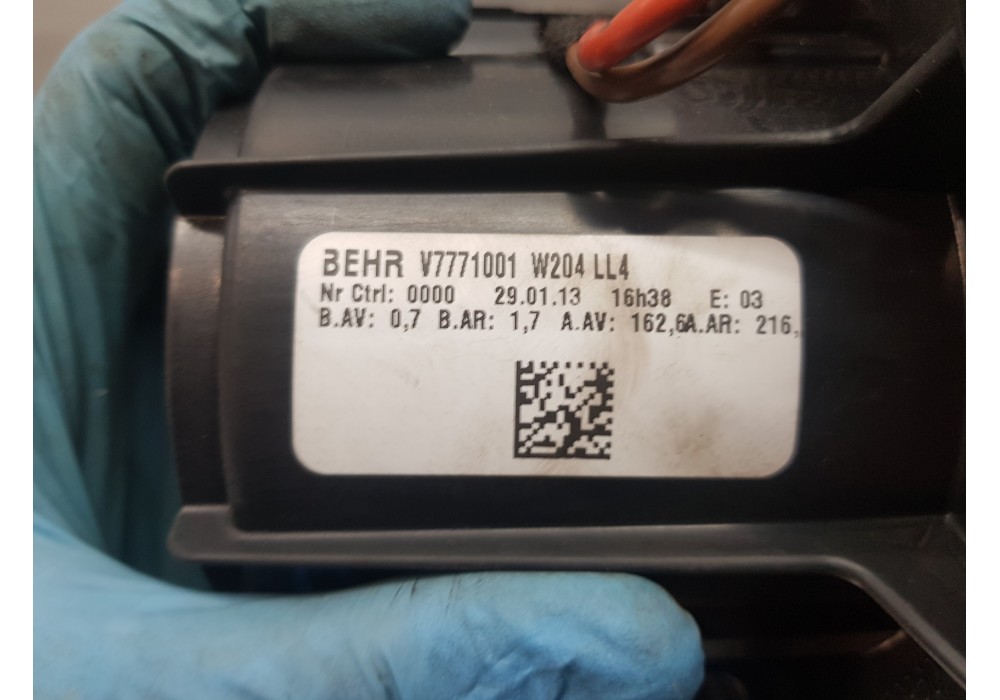 BEHR V7771001 W204 LL4
Nr Ctrl: 0000 29.01.13 16h38 E: 03
B.AV: 0,7 B.AR: 1,7 A.AV: 162,6A.AR: 216,